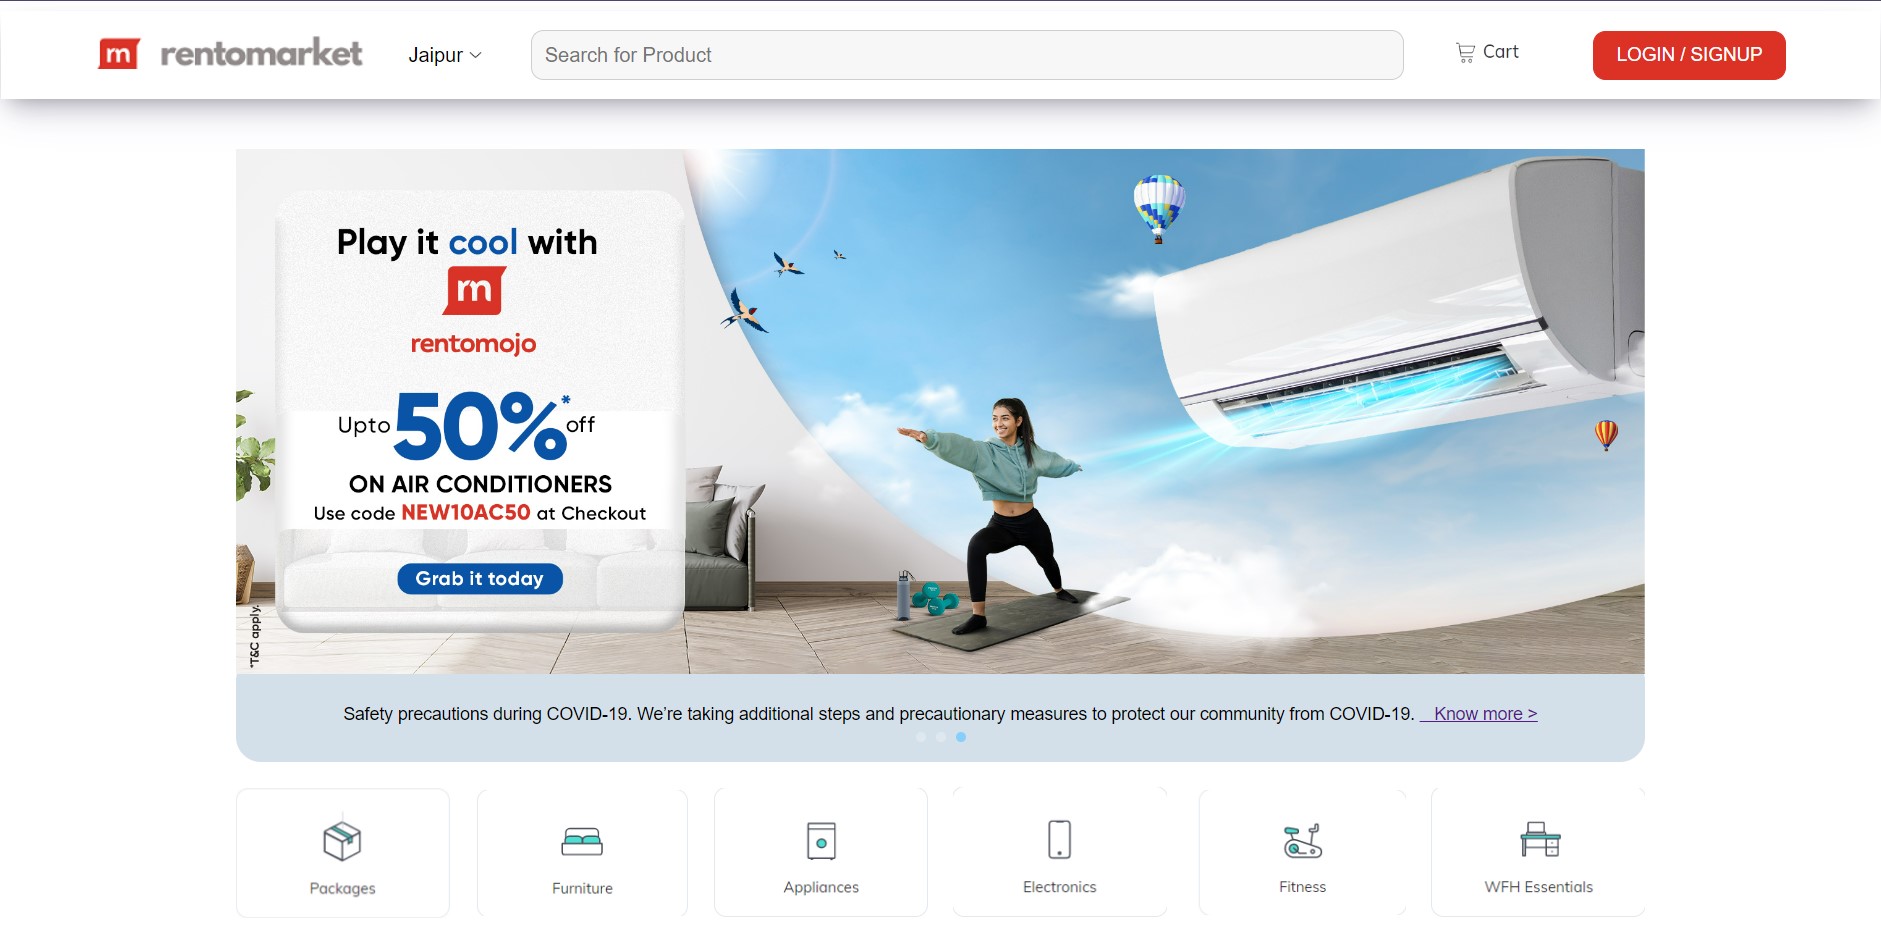 m rentomarket
Jaipur
Search for Product
Cart
LOGIN / SIGNUP
Play it cool with
m
rentomojo
Upto 50%* off
ON AIR CONDITIONERS
Use code NEW10AC50 at Checkout
Grab it today
*T&C apply.
Safety precautions during COVID-19. We’re taking additional steps and precautionary measures to protect our community from COVID-19. Know more >
Packages
Furniture
Appliances
Electronics
Fitness
WFH Essentials